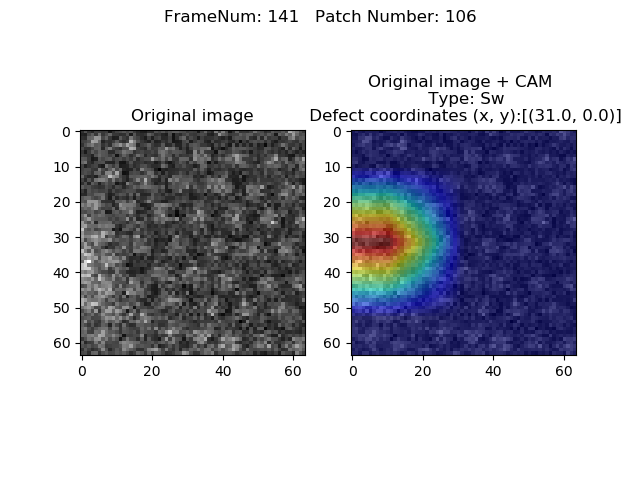 FrameNum: 141   Patch Number: 106
Original image
0
10
20
30
40
50
60
0 20 40 60
Original image + CAM
Type: Sw
Defect coordinates (x, y):[(31.0, 0.0)]
0
10
20
30
40
50
60
0 20 40 60